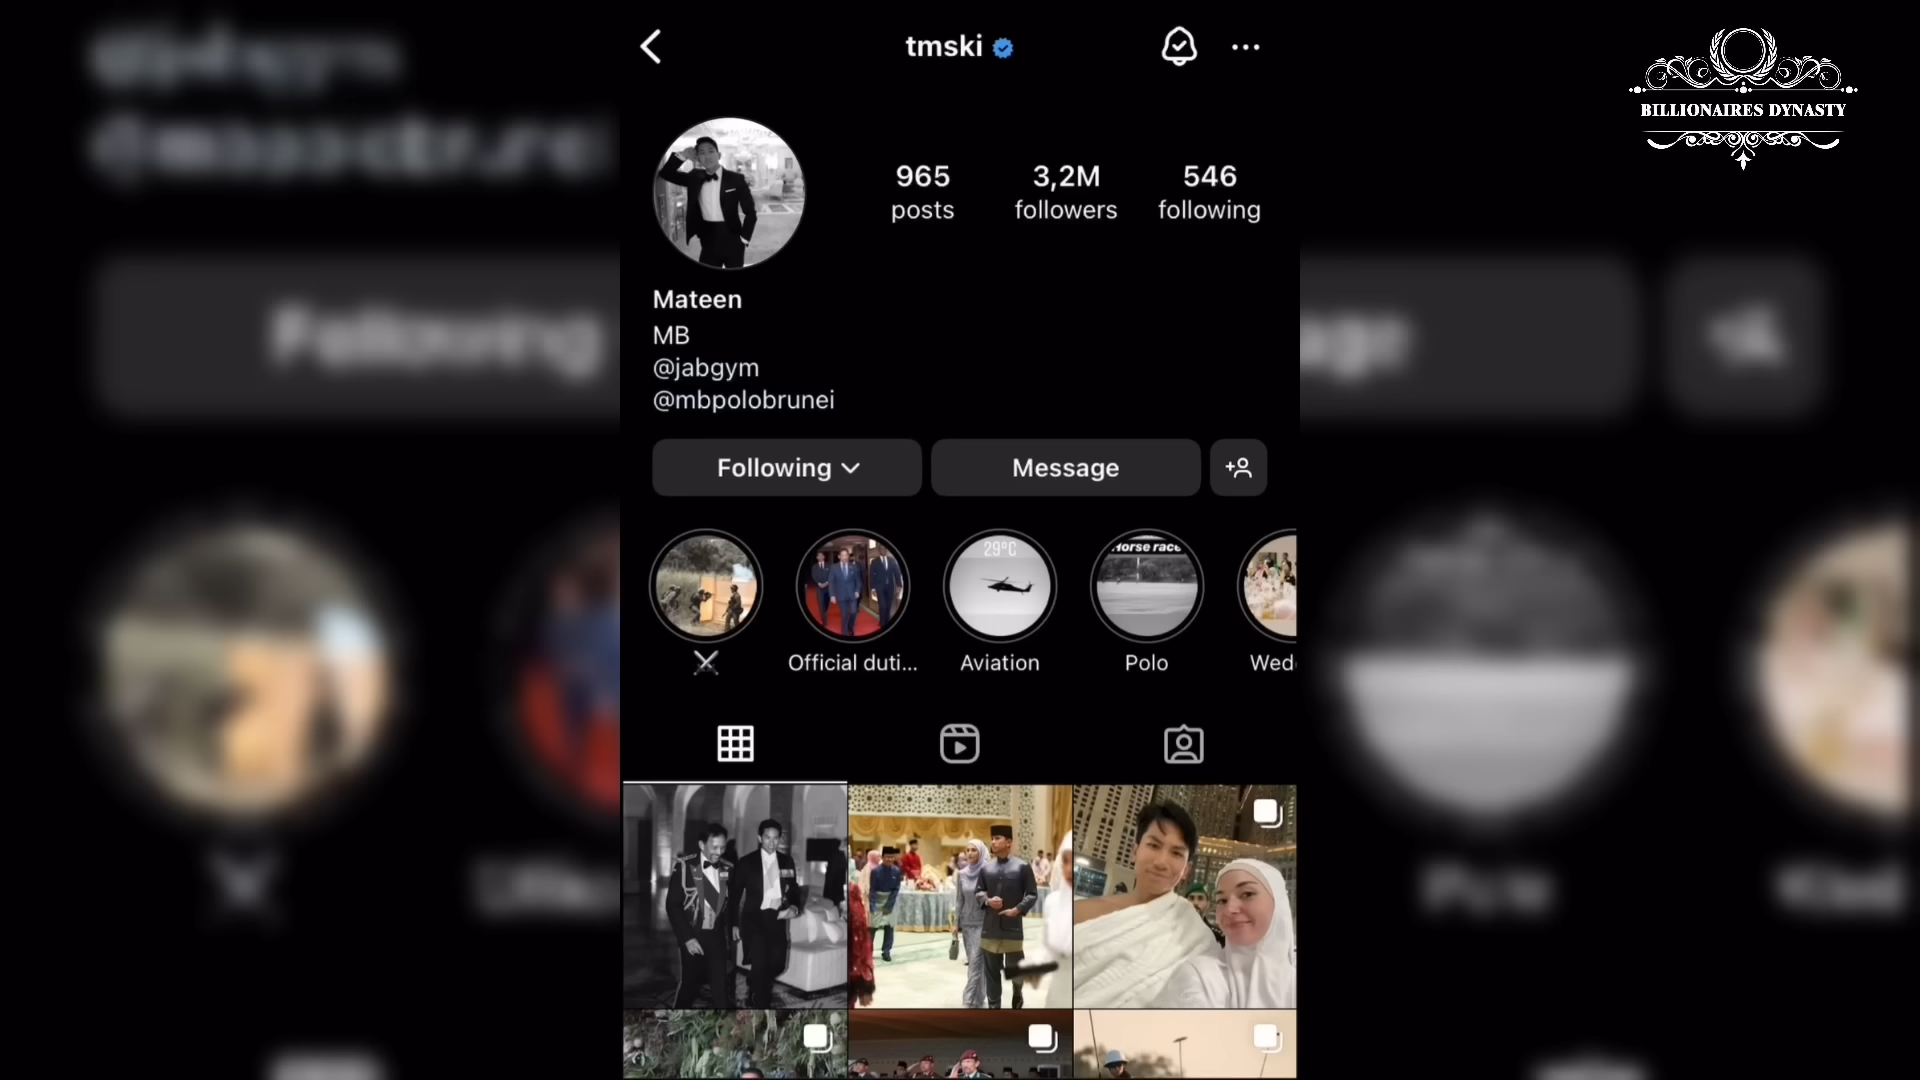 tmski
BILLIONAIRES DYNASTY
965
posts
3,2M
followers
546
following
Mateen
MB
@jabgym
@mbpolobrunei
Following
Message
29°C
Horse race
Official duti...
Aviation
Polo
Wed